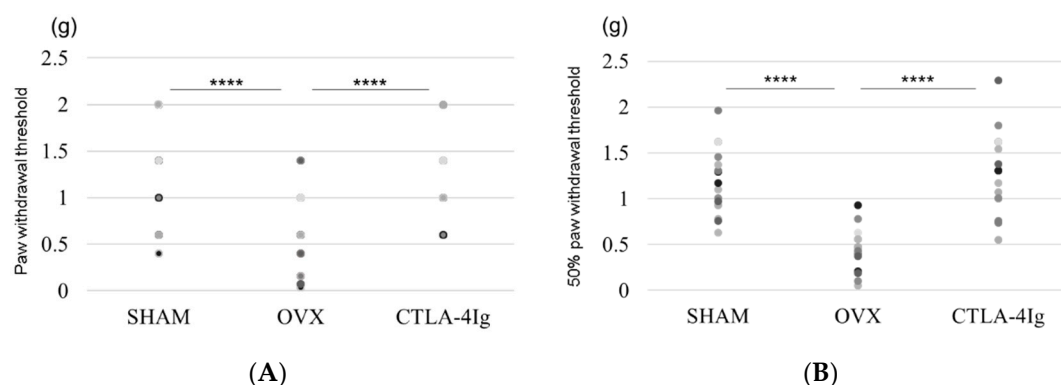 (g)
Paw withdrawal threshold
2.5
2
1.5
1
0.5
0
**** ****
SHAM OVX CTLA-4Ig
(A)
(g)
50% paw withdrawal threshold
2.5
2
1.5
1
0.5
0
**** ****
SHAM OVX CTLA-4Ig
(B)